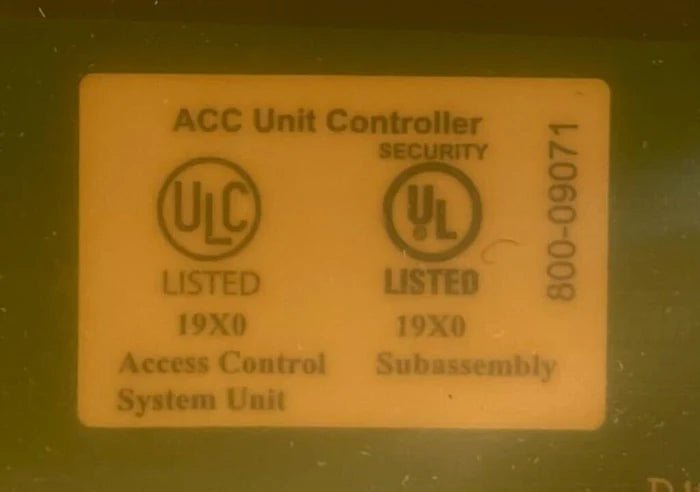 ACC Unit Controller
SECURITY
ULC
UL
LISTED
LISTED
19X0
19X0
Access Control
System Unit
Subassembly
800-09071